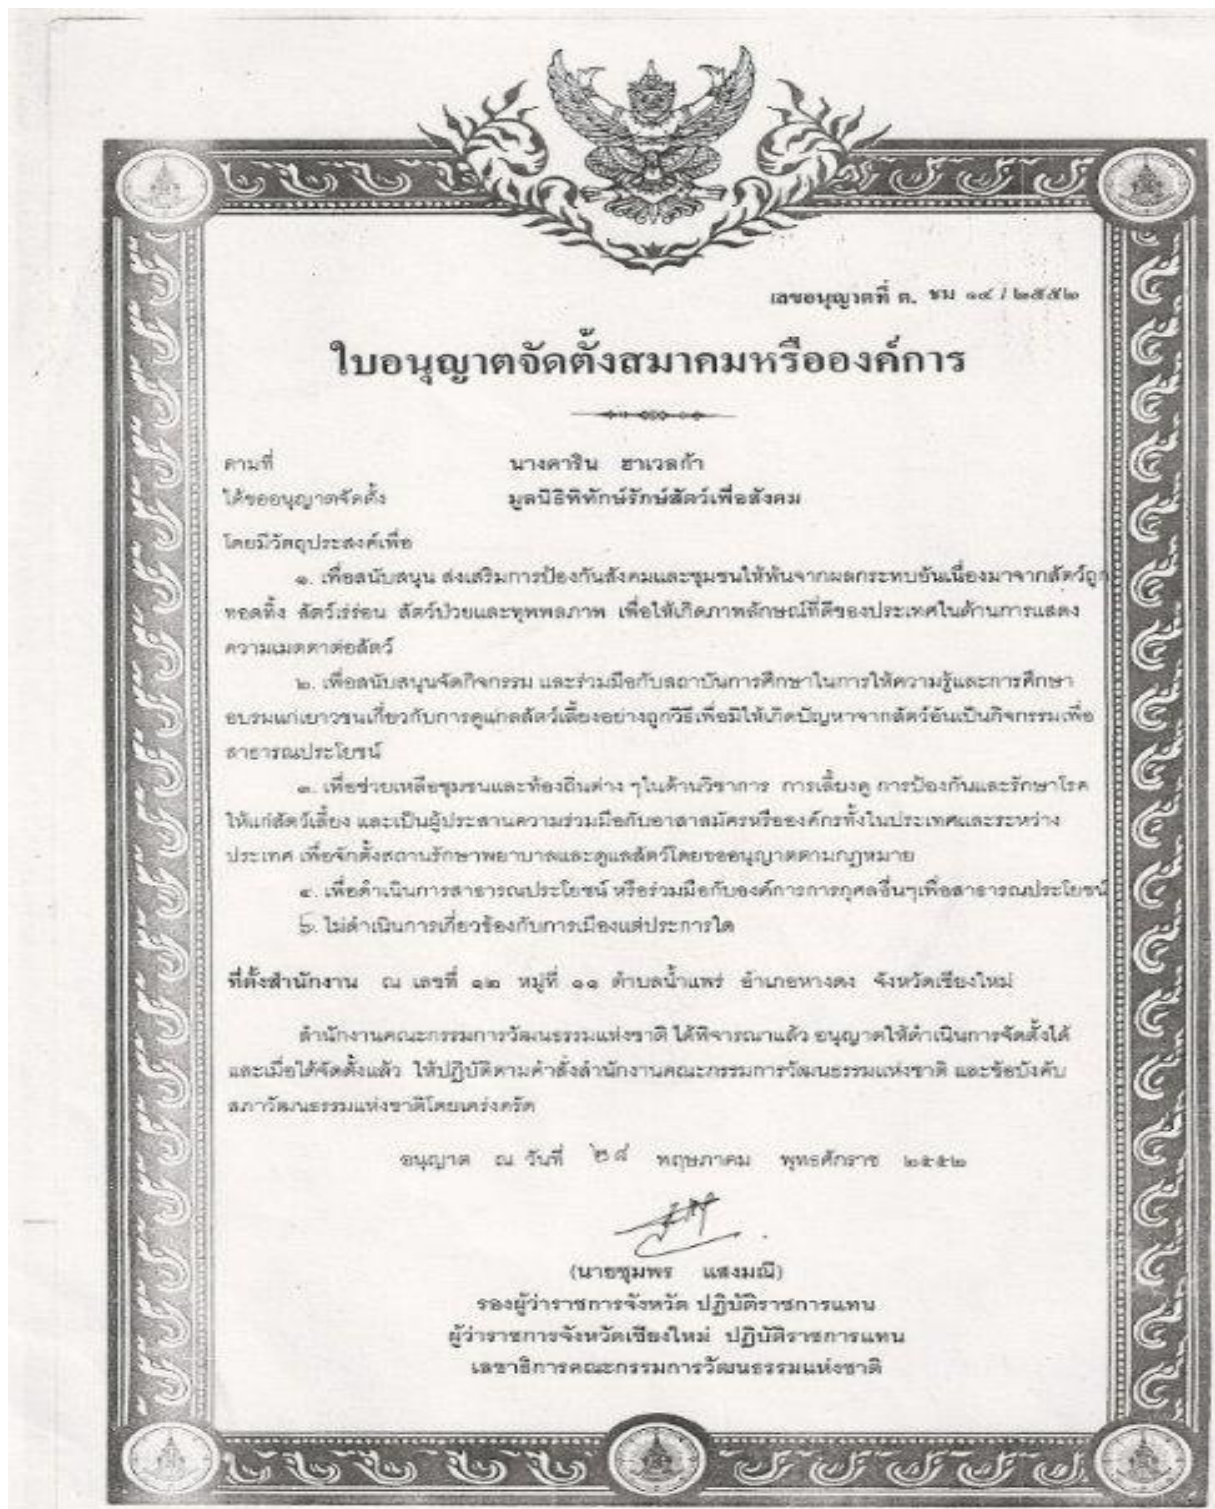 เลขอนุญาตที่ ต. ชม ๑๔ / ๒๕๕๒
ใบอนุญาตจัดตั้งสมาคมหรือองค์การ
ตามที่ นางคาริน ฮาเวลก้า
ได้ขออนุญาตจัดตั้ง มูลนิธิพิทักษ์รักษ์สัตว์เพื่อสังคม
โดยมีวัตถุประสงค์เพื่อ
๑. เพื่อสนับสนุน ส่งเสริมการป้องกันสังคมและชุมชนให้พ้นจากผลกระทบอันเนื่องมาจากสัตว์ถูก
ทอดทิ้ง สัตว์เร่ร่อน สัตว์ป่วยและทุพพลภาพ เพื่อให้เกิดภาพลักษณ์ที่ดีของประเทศในด้านการแสดง
ความเมตตาต่อสัตว์
๒. เพื่อสนับสนุนจัดกิจกรรม และร่วมมือกับสถาบันการศึกษาในการให้ความรู้และการศึกษา
อบรมแก่เยาวชนเกี่ยวกับการดูแกลสัตว์เลี้ยงอย่างถูกวิธีเพื่อมิให้เกิดปัญหาจากสัตว์อันเป็นกิจกรรมเพื่อ
สาธารณประโยชน์
๓. เพื่อช่วยเหลือชุมชนและท้องถิ่นต่าง ๆในด้านวิชาการ การเลี้ยงดู การป้องกันและรักษาโรค
ให้แก่สัตว์เลี้ยง และเป็นผู้ประสานความร่วมมือกับอาสาสมัครหรือองค์กรทั้งในประเทศและระหว่าง
ประเทศ เพื่อจัดตั้งสถานรักษาพยาบาลและดูแลสัตว์โดยขออนุญาตตามกฎหมาย
๔. เพื่อดำเนินการสาธารณประโยชน์ หรือร่วมมือกับองค์การการกุศลอื่นๆเพื่อสาธารณประโยชน์
๕. ไม่ดำเนินการเกี่ยวข้องกับการเมืองแต่ประการใด
ที่ตั้งสำนักงาน ณ เลขที่ ๑๒ หมู่ที่ ๑๑ ตำบลน้ำแพร่ อำเภอหางดง จังหวัดเชียงใหม่
สำนักงานคณะกรรมการวัฒนธรรมแห่งชาติ ได้พิจารณาแล้ว อนุญาตให้ดำเนินการจัดตั้งได้
และเมื่อได้จัดตั้งแล้ว ให้ปฏิบัติตามคำสั่งสำนักงานคณะกรรมการวัฒนธรรมแห่งชาติ และข้อบังคับ
สภาวัฒนธรรมแห่งชาติโดยเคร่งครัด
อนุญาต ณ วันที่ ๒๘ พฤษภาคม พุทธศักราช ๒๕๕๒
(นายชุมพร แสงมณี)
รองผู้ว่าราชการจังหวัด ปฏิบัติราชการแทน
ผู้ว่าราชการจังหวัดเชียงใหม่ ปฏิบัติราชการแทน
เลขาธิการคณะกรรมการวัฒนธรรมแห่งชาติ